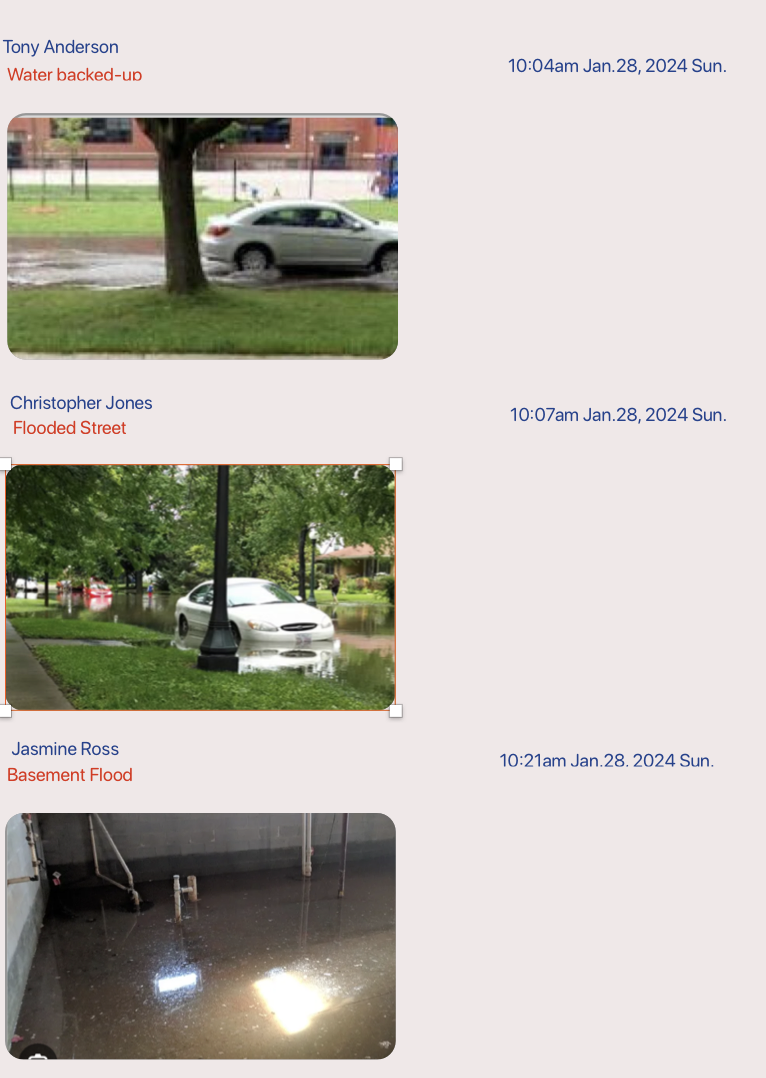 Tony Anderson
10:04am Jan.28, 2024 Sun.
Water backed-up
Christopher Jones
10:07am Jan.28, 2024 Sun.
Flooded Street
Jasmine Ross
10:21am Jan.28, 2024 Sun.
Basement Flood